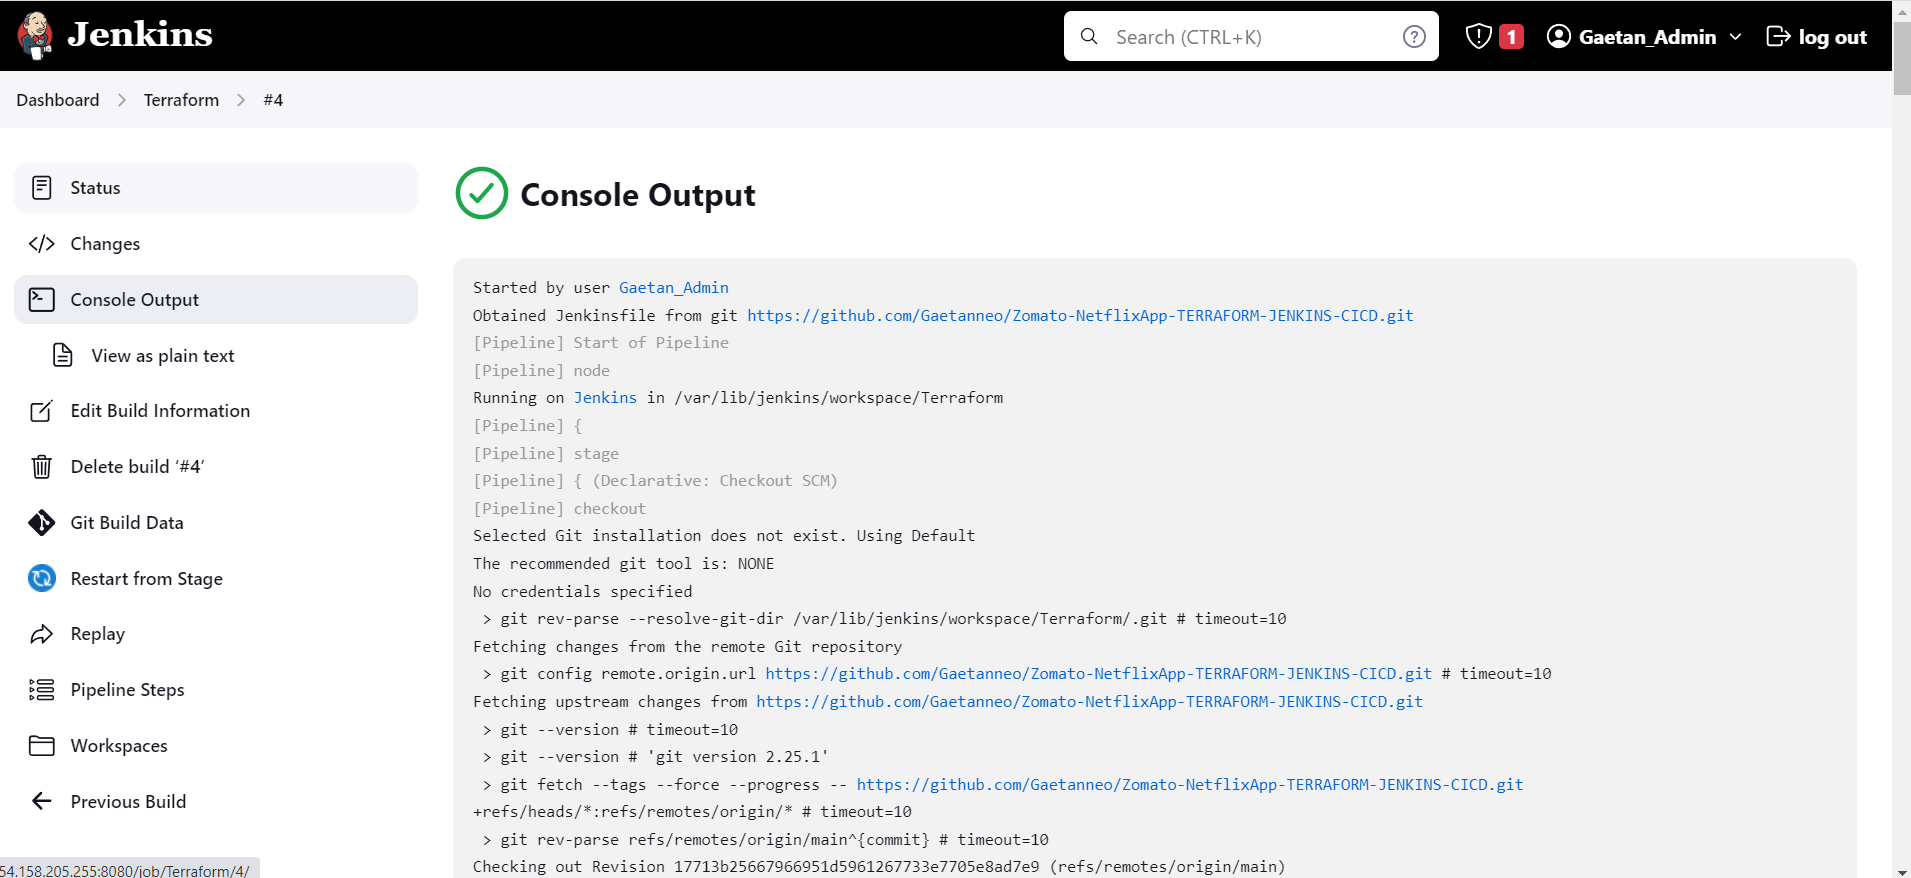 Jenkins
Search (CTRL+K)
?
1
Gaetan_Admin
log out
Dashboard
Terraform
#4
Status
Changes
Console Output
View as plain text
Edit Build Information
Delete build ‘#4’
Git Build Data
Restart from Stage
Replay
Pipeline Steps
Workspaces
Previous Build
Console Output
Started by user Gaetan_Admin
Obtained Jenkinsfile from git https://github.com/Gaetanneo/Zomato-NetflixApp-TERRAFORM-JENKINS-CICD.git
[Pipeline] Start of Pipeline
[Pipeline] node
Running on Jenkins in /var/lib/jenkins/workspace/Terraform
[Pipeline] {
[Pipeline] stage
[Pipeline] { (Declarative: Checkout SCM)
[Pipeline] checkout
Selected Git installation does not exist. Using Default
The recommended git tool is: NONE
No credentials specified
> git rev-parse --resolve-git-dir /var/lib/jenkins/workspace/Terraform/.git # timeout=10
Fetching changes from the remote Git repository
> git config remote.origin.url https://github.com/Gaetanneo/Zomato-NetflixApp-TERRAFORM-JENKINS-CICD.git # timeout=10
Fetching upstream changes from https://github.com/Gaetanneo/Zomato-NetflixApp-TERRAFORM-JENKINS-CICD.git
> git --version # timeout=10
> git --version # 'git version 2.25.1'
> git fetch --tags --force --progress -- https://github.com/Gaetanneo/Zomato-NetflixApp-TERRAFORM-JENKINS-CICD.git
+refs/heads/*:refs/remotes/origin/* # timeout=10
> git rev-parse refs/remotes/origin/main^{commit} # timeout=10
Checking out Revision 17713b25667966951d5961267733e7705e8ad7e9 (refs/remotes/origin/main)
54.158.205.255:8080/job/Terraform/4/